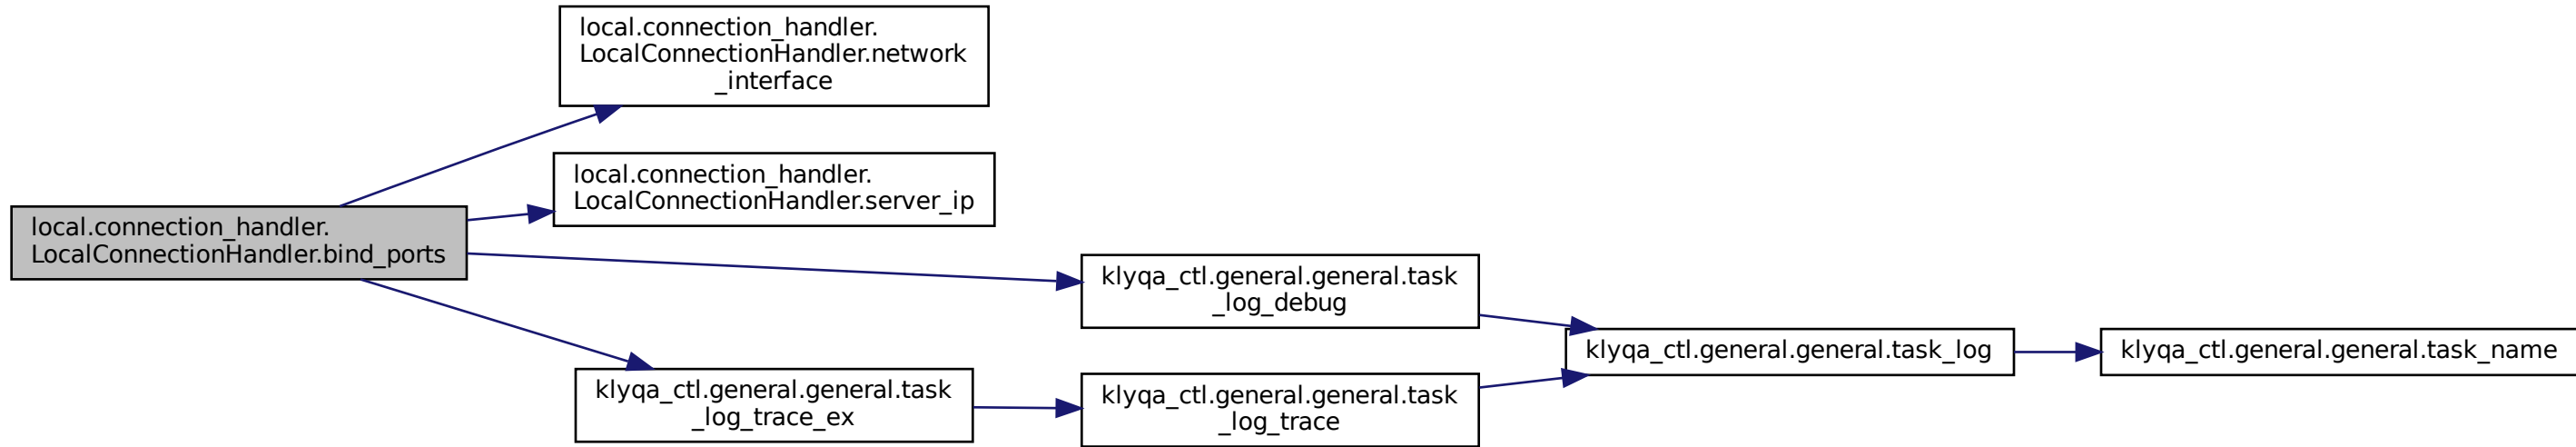 local.connection_handler.
LocalConnectionHandler.network
_interface
local.connection_handler.
LocalConnectionHandler.server_ip
local.connection_handler.
LocalConnectionHandler.bind_ports
klyqa_ctl.general.general.task
_log_debug
klyqa_ctl.general.general.task_log
klyqa_ctl.general.general.task_name
klyqa_ctl.general.general.task
_log_trace_ex
klyqa_ctl.general.general.task
_log_trace